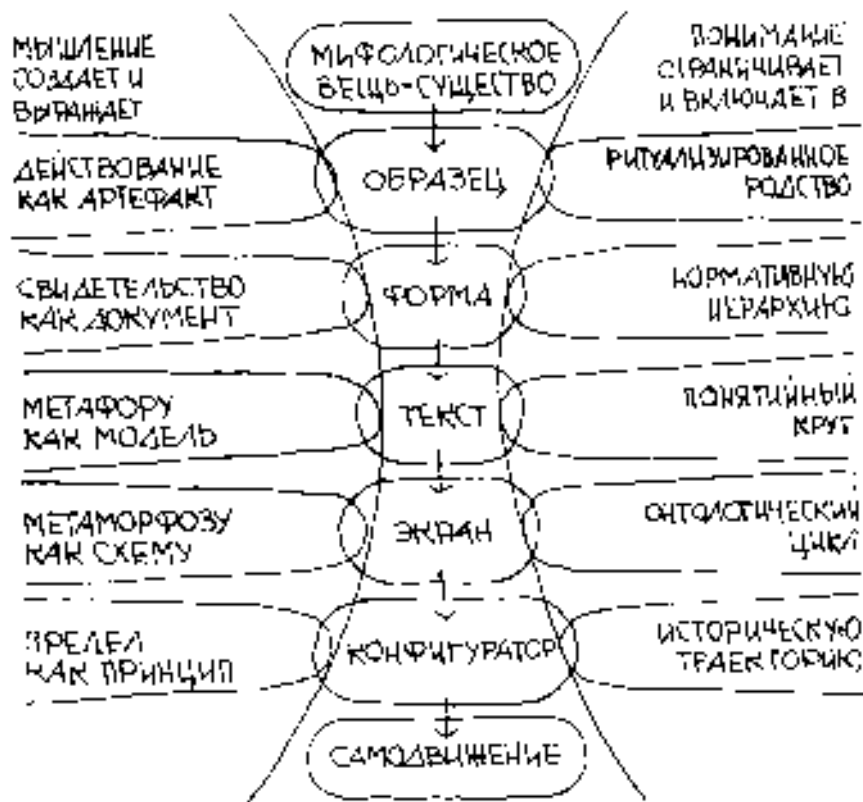 МЫШЛЕНИЕ
СОЗДАЕТ И
ВЫРАЖАЕТ
МИФОЛОГИЧЕСКОЕ
ВЕЩЬ-СУЩЕСТВО
ПОНИМАНИЕ
ОГРАНИЧИВАЕТ
И ВКЛЮЧАЕТ В
ДЕЙСТВОВАНИЕ
КАК АРТЕФАКТ
ОБРАЗЕЦ
РИТУАЛИЗИРОВАННОЕ
РОДСТВО
СВИДЕТЕЛЬСТВО
КАК ДОКУМЕНТ
ФОРМА
НОРМАТИВНУЮ
ИЕРАРХИЮ
МЕТАФОРУ
КАК МОДЕЛЬ
ТЕКСТ
ПОНЯТИЙНЫЙ
КРУГ
МЕТАМОРФОЗУ
КАК СХЕМУ
ЭКРАН
ОНТОЛОГИЧЕСКИЙ
ЦИКЛ
ПРЕДЕЛ
КАК ПРИНЦИП
КОНФИГУРАТОР
ИСТОРИЧЕСКУЮ
ТРАЕКТОРИЮ
САМОДВИЖЕНИЕ